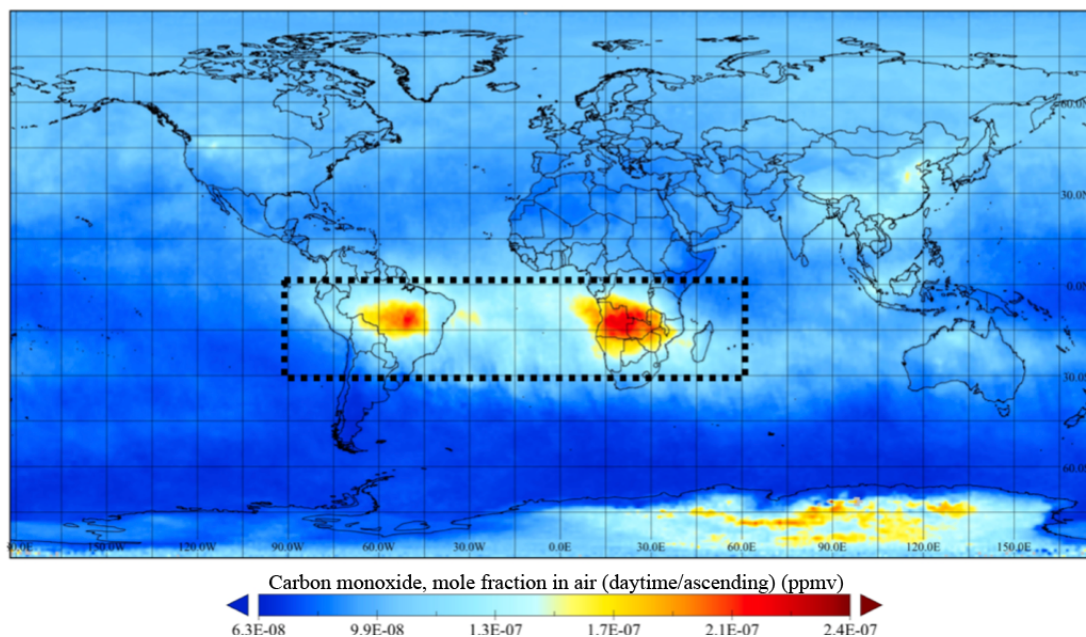 60.0N
30.0N
0.0E
30.0S
60.0S
150.0W 120.0W 90.0W 60.0W 30.0W 0.0E 30.0E 60.0E 90.0E 120.0E 150.0E
Carbon monoxide, mole fraction in air (daytime/ascending) (ppmv)
6.3E-08 9.9E-08 1.3E-07 1.7E-07 2.1E-07 2.4E-07